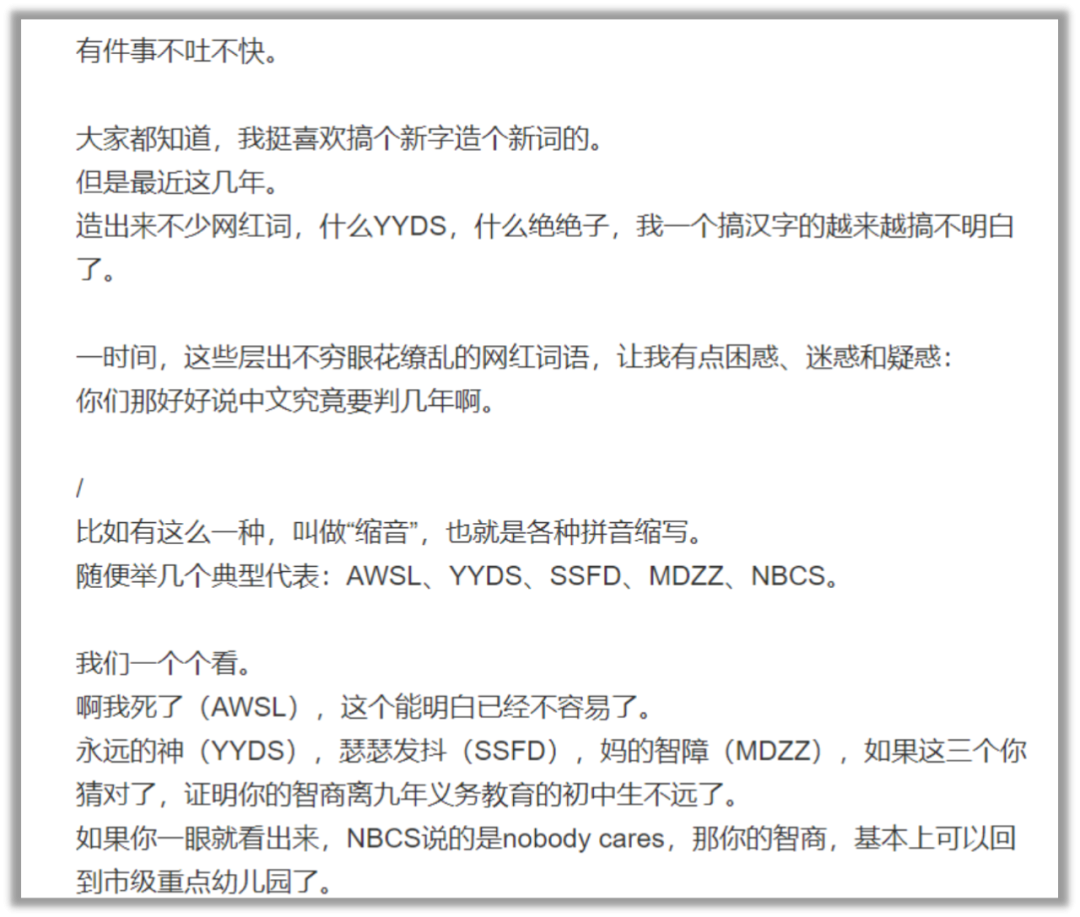 有件事不吐不快。
大家都知道，我挺喜欢搞个新字造个新词的。
但是最近这几年。
造出来不少网红词，什么YYDS，什么绝绝子，我一个搞汉字的越来越搞不明白
了。
一时间，这些层出不穷眼花缭乱的网红词语，让我有点困惑、迷惑和疑惑：
你们那好好说中文究竟要判几年啊。
/
比如有这么一种，叫做“缩音”，也就是各种拼音缩写。
随便举几个典型代表：AWSL、YYDS、SSFD、MDZZ、NBCS。
我们一个个看。
啊我死了（AWSL），这个能明白已经不容易了。
永远的神（YYDS），瑟瑟发抖（SSFD），妈的智障（MDZZ），如果这三个你
猜对了，证明你的智商离九年义务教育的初中生不远了。
如果你一眼就看出来，NBCS说的是nobody cares，那你的智商，基本上可以回
到市级重点幼儿园了。